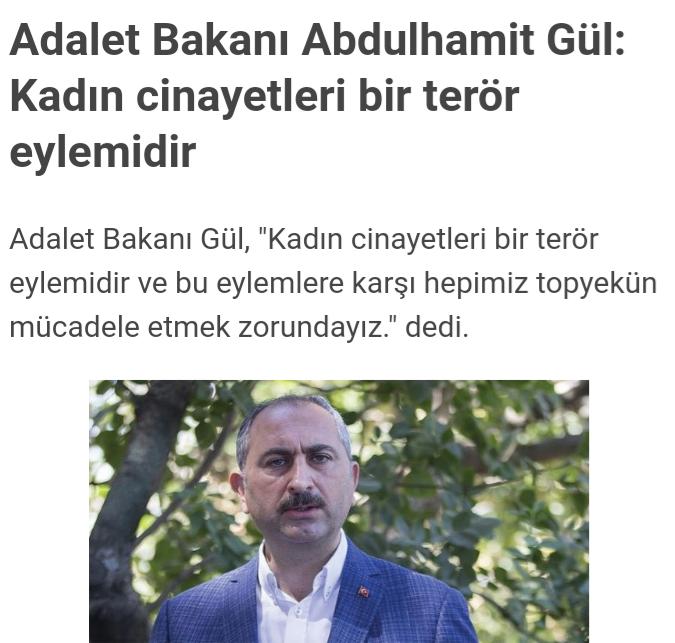 Adalet Bakanı Abdulhamit Gül:
Kadın cinayetleri bir terör
eylemidir
Adalet Bakanı Gül, "Kadın cinayetleri bir terör
eylemidir ve bu eylemlere karşı hepimiz topyekün
mücadele etmek zorundayız." dedi.